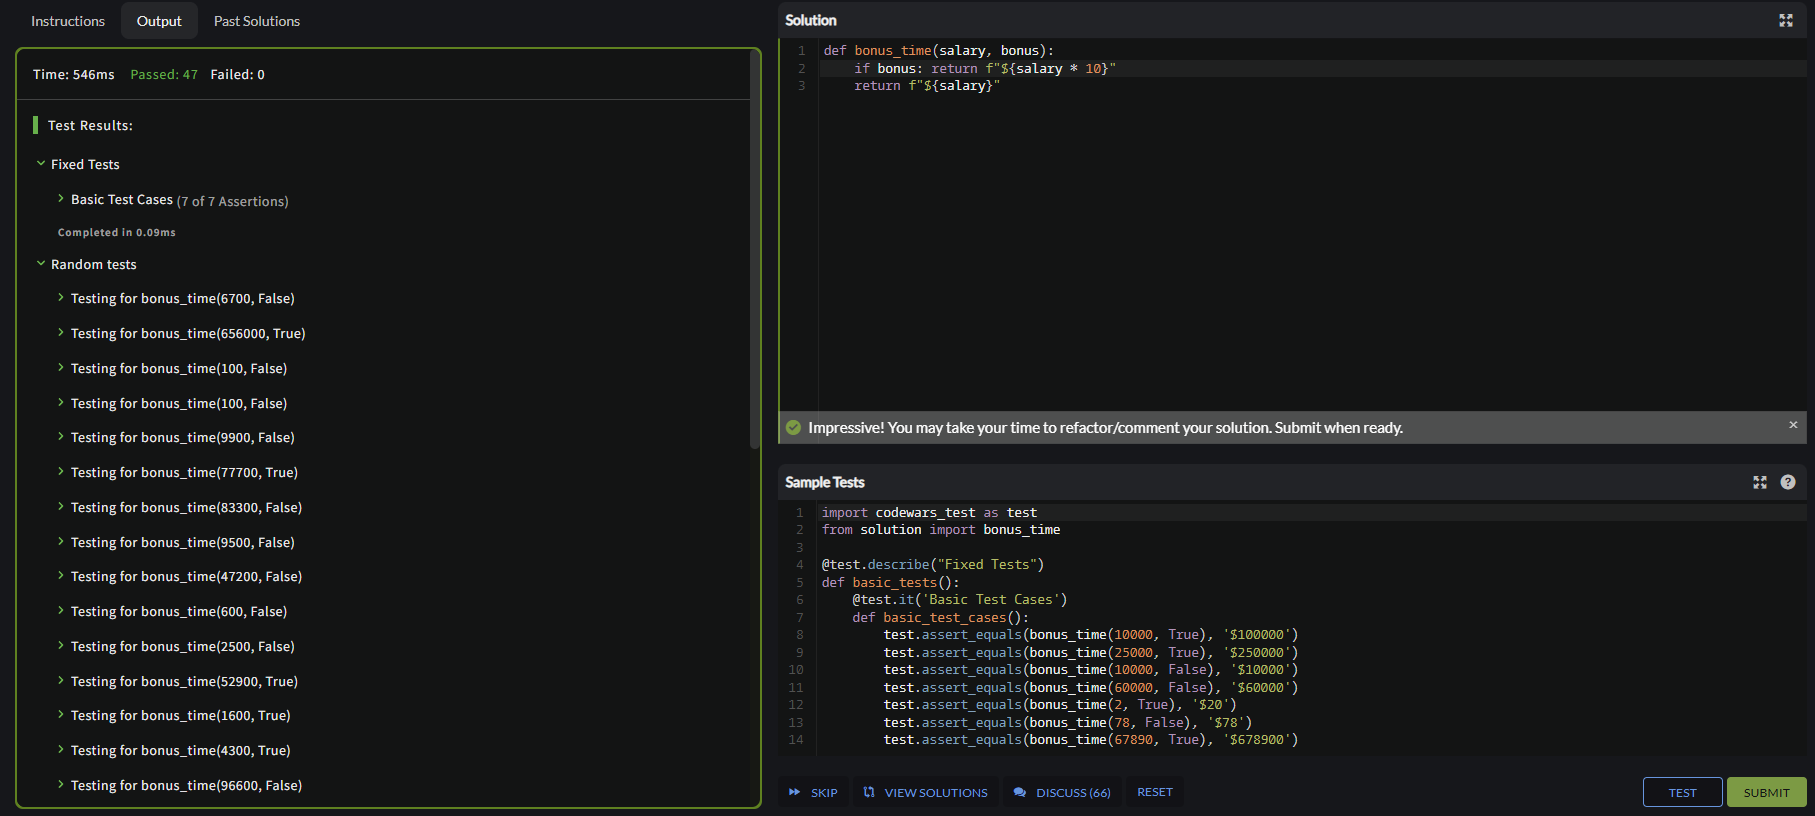 Instructions Output Past Solutions
Time: 546ms Passed: 47 Failed: 0
Test Results:
Fixed Tests
Basic Test Cases (7 of 7 Assertions)
Completed in 0.09ms
Random tests
Testing for bonus_time(6700, False)
Testing for bonus_time(656000, True)
Testing for bonus_time(100, False)
Testing for bonus_time(100, False)
Testing for bonus_time(9900, False)
Testing for bonus_time(77700, True)
Testing for bonus_time(83300, False)
Testing for bonus_time(9500, False)
Testing for bonus_time(47200, False)
Testing for bonus_time(600, False)
Testing for bonus_time(2500, False)
Testing for bonus_time(52900, True)
Testing for bonus_time(1600, True)
Testing for bonus_time(4300, True)
Testing for bonus_time(96600, False)
Solution
1 def bonus_time(salary, bonus):
2     if bonus: return f"${salary * 10}"
3     return f"${salary}"
Impressive! You may take your time to refactor/comment your solution. Submit when ready. ×
Sample Tests ?
1 import codewars_test as test
2 from solution import bonus_time
3
4 @test.describe("Fixed Tests")
5 def basic_tests():
6     @test.it('Basic Test Cases')
7     def basic_test_cases():
8         test.assert_equals(bonus_time(10000, True), '$100000')
9         test.assert_equals(bonus_time(25000, True), '$250000')
10         test.assert_equals(bonus_time(10000, False), '$10000')
11         test.assert_equals(bonus_time(60000, False), '$60000')
12         test.assert_equals(bonus_time(2, True), '$20')
13         test.assert_equals(bonus_time(78, False), '$78')
14         test.assert_equals(bonus_time(67890, True), '$678900')
SKIP VIEW SOLUTIONS DISCUSS (66) RESET TEST SUBMIT